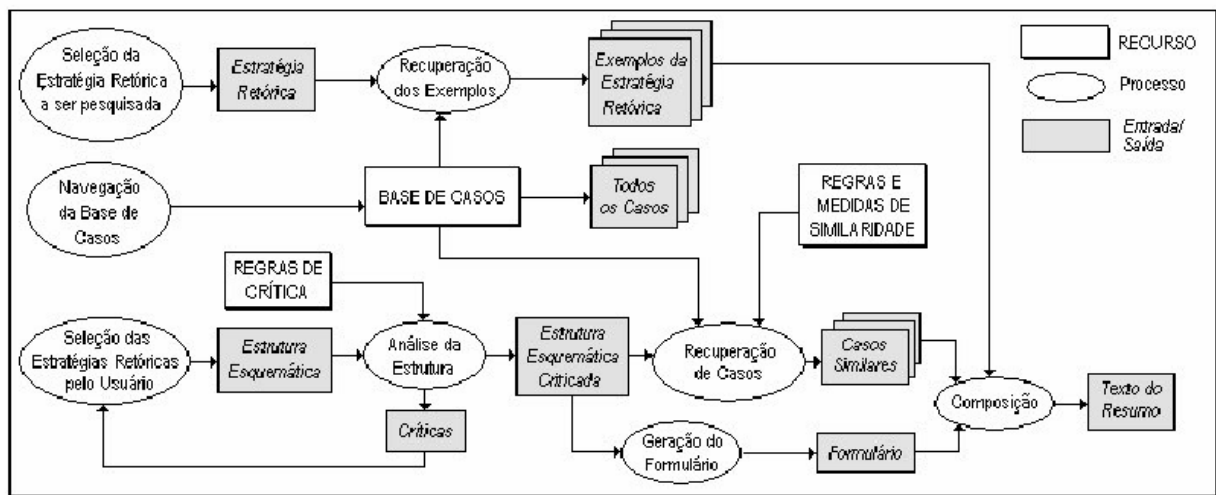 Seleção da
Estratégia Retórica
a ser pesquisada
Estratégia
Retórica
Recuperação
dos Exemplos
Exemplos da
Estratégia
Retórica
RECURSO
Processo
Entrada/
Saída
Navegação
da Base de
Casos
BASE DE CASOS
Todos
os Casos
REGRAS E
MEDIDAS DE
SIMILARIDADE
REGRAS DE
CRÍTICA
Seleção das
Estratégias Retóricas
pelo Usuário
Estrutura
Esquemática
Análise da
Estrutura
Estrutura
Esquemática
Criticada
Recuperação
de Casos
Casos
Similares
Composição
Texto do
Resumo
Críticas
Geração do
Formulário
Formulário